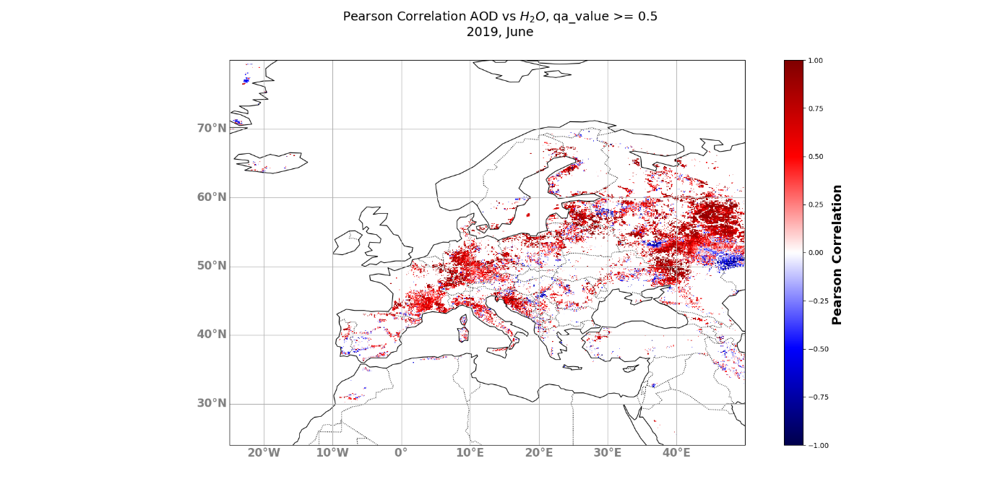 Pearson Correlation AOD vs H₂O, qa_value >= 0.5
2019, June
70°N
60°N
50°N
40°N
30°N
20°W 10°W 0° 10°E 20°E 30°E 40°E
1.00
0.75
0.50
0.25
0.00
−0.25
−0.50
−0.75
−1.00
Pearson Correlation